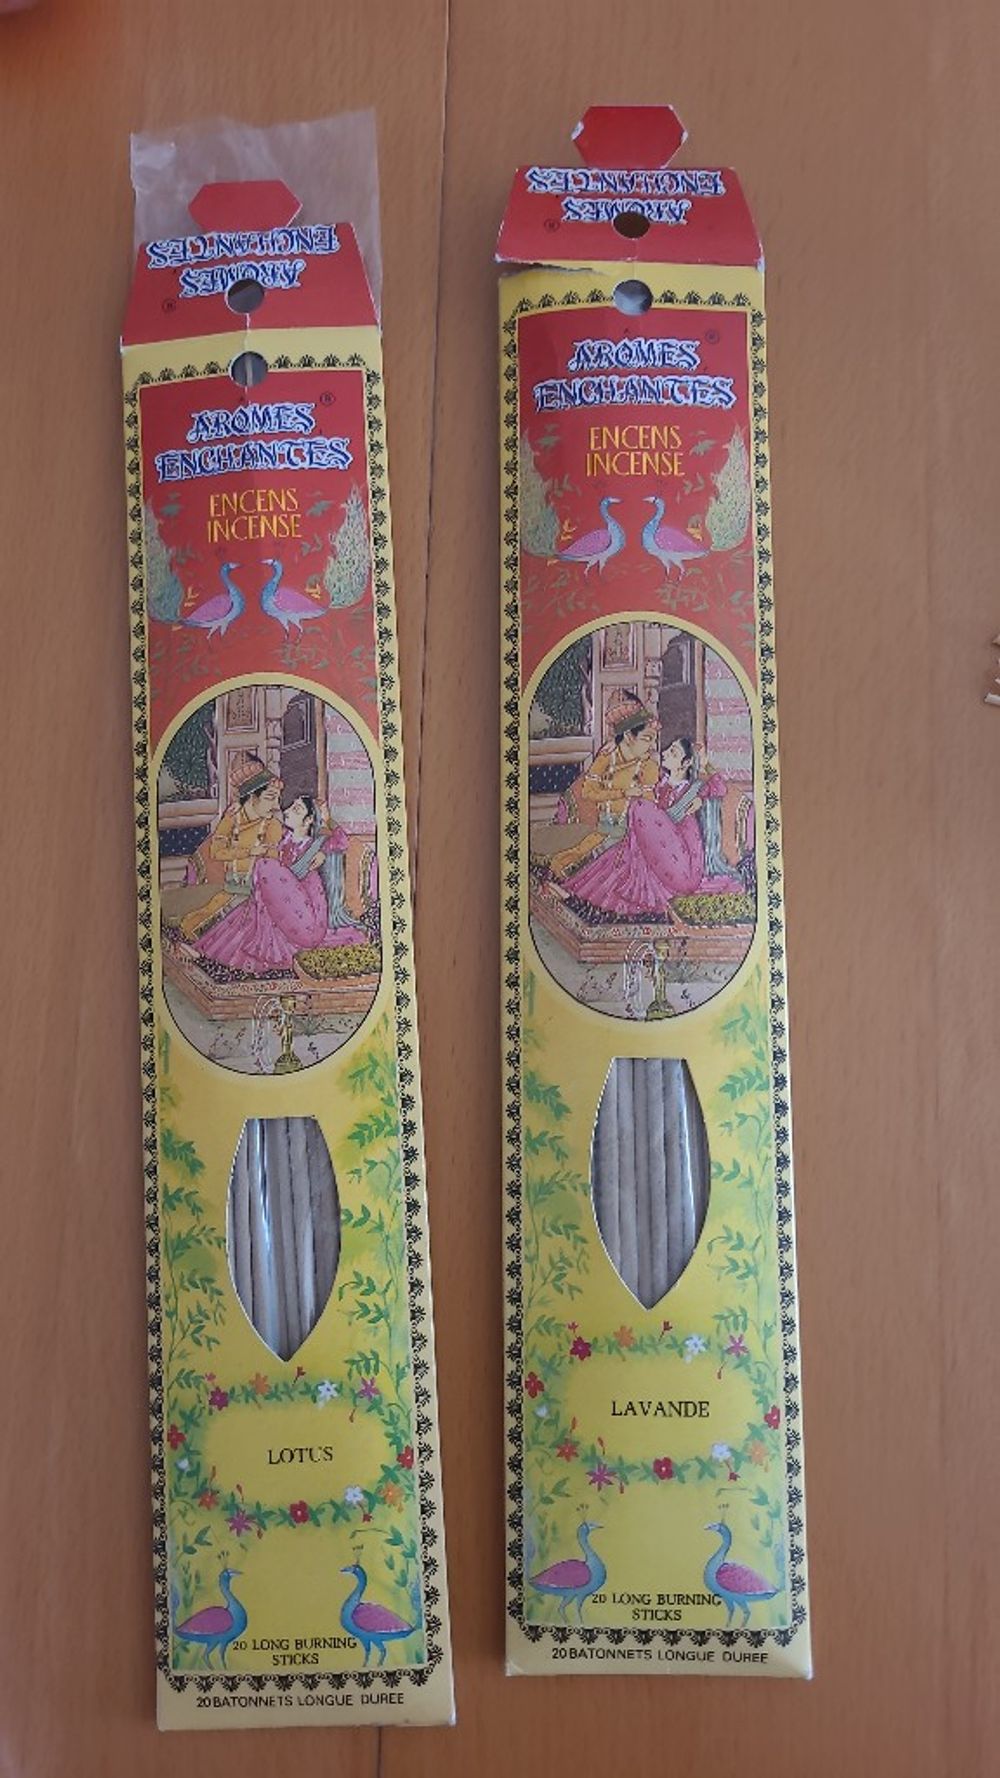 AROMES
ENCHANTES
®
AROMES
ENCHANTES
®
ENCENS
INCENSE
LOTUS
20 LONG BURNING
STICKS
20 BATONNETS LONGUE DUREE
AROMES
ENCHANTES
®
AROMES
ENCHANTES
®
ENCENS
INCENSE
LAVANDE
20 LONG BURNING
STICKS
20 BATONNETS LONGUE DUREE